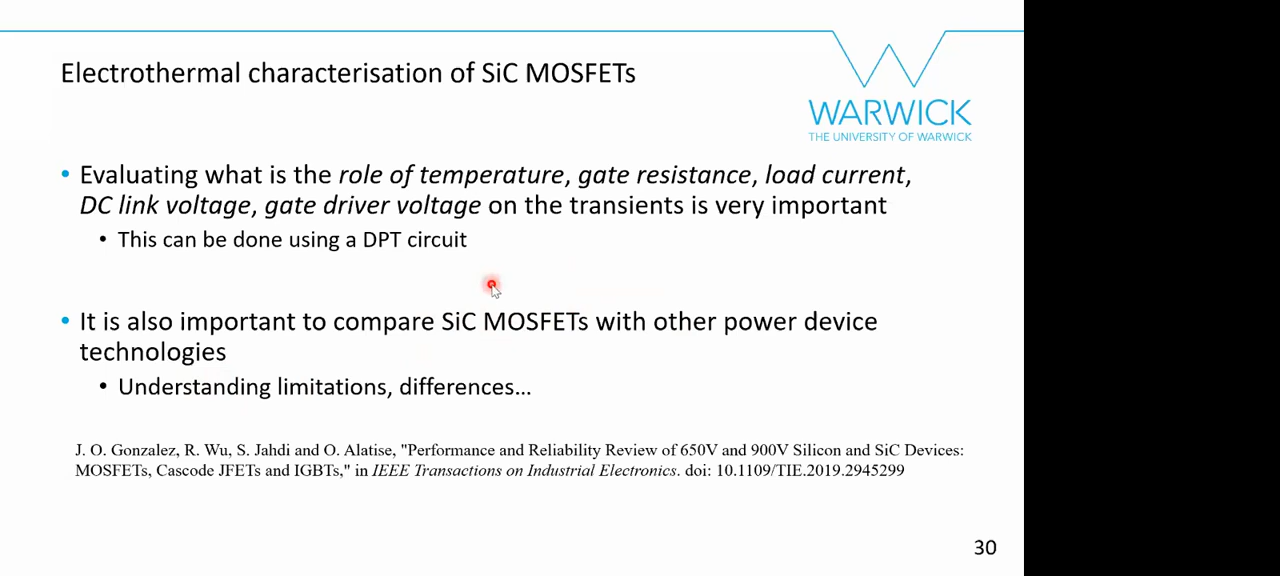 Electrothermal characterisation of SiC MOSFETs
WARWICK
THE UNIVERSITY OF WARWICK
• Evaluating what is the role of temperature, gate resistance, load current,
DC link voltage, gate driver voltage on the transients is very important
• This can be done using a DPT circuit
• It is also important to compare SiC MOSFETs with other power device
technologies
• Understanding limitations, differences…
J. O. Gonzalez, R. Wu, S. Jahdi and O. Alatise, "Performance and Reliability Review of 650V and 900V Silicon and SiC Devices:
MOSFETs, Cascode JFETs and IGBTs," in IEEE Transactions on Industrial Electronics. doi: 10.1109/TIE.2019.2945299
30